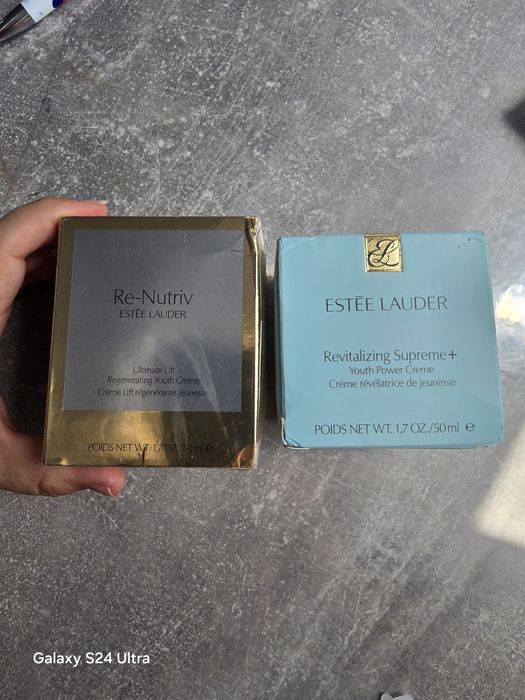 Re-Nutriv
ESTĒE LAUDER
Ultimate Lift
Regenerating Youth Creme
Crème Lift régénérante jeunesse
POIDS NET WT. 1.7 OZ./50 ml ℮
EL
ESTĒE LAUDER
Revitalizing Supreme+
Youth Power Creme
Crème révélatrice de jeunesse
POIDS NET WT. 1.7 OZ./50 ml ℮
Galaxy S24 Ultra